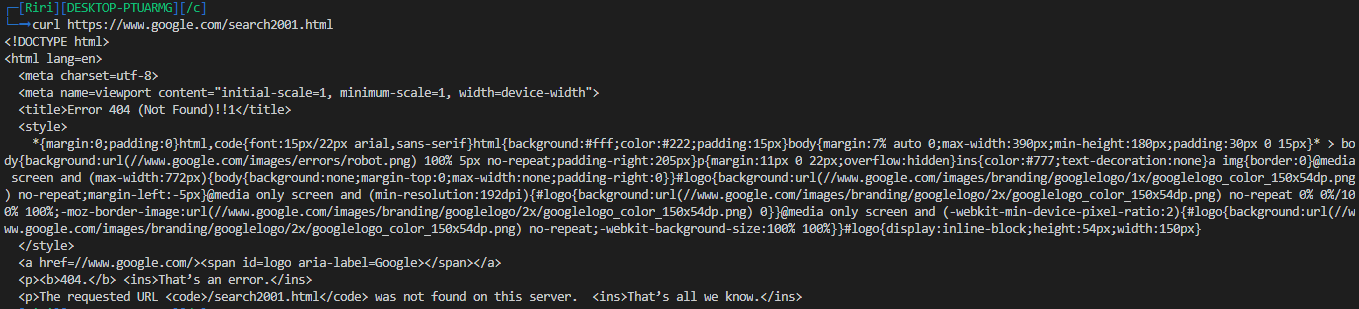 ┌─[Riri][DESKTOP-PTUARMG][/c]
└─→curl https://www.google.com/search2001.html
<!DOCTYPE html>
<html lang=en>
  <meta charset=utf-8>
  <meta name=viewport content="initial-scale=1, minimum-scale=1, width=device-width">
  <title>Error 404 (Not Found)!!1</title>
  <style>
    *{margin:0;padding:0}html,code{font:15px/22px arial,sans-serif}html{background:#fff;color:#222;padding:15px}body{margin:7% auto 0;max-width:390px;min-height:180px;padding:30px 0 15px}* > bo
dy{background:url(//www.google.com/images/errors/robot.png) 100% 5px no-repeat;padding-right:205px}p{margin:11px 0 22px;overflow:hidden}ins{color:#777;text-decoration:none}a img{border:0}@media
 screen and (max-width:772px){body{background:none;margin-top:0;max-width:none;padding-right:0}}#logo{background:url(//www.google.com/images/branding/googlelogo/1x/googlelogo_color_150x54dp.png
) no-repeat;margin-left:-5px}@media only screen and (min-resolution:192dpi){#logo{background:url(//www.google.com/images/branding/googlelogo/2x/googlelogo_color_150x54dp.png) no-repeat 0% 0%/10
0% 100%;-moz-border-image:url(//www.google.com/images/branding/googlelogo/2x/googlelogo_color_150x54dp.png) 0}}@media only screen and (-webkit-min-device-pixel-ratio:2){#logo{background:url(//w
ww.google.com/images/branding/googlelogo/2x/googlelogo_color_150x54dp.png) no-repeat;-webkit-background-size:100% 100%}}#logo{display:inline-block;height:54px;width:150px}
  </style>
  <a href=//www.google.com/><span id=logo aria-label=Google></span></a>
  <p><b>404.</b> <ins>That’s an error.</ins>
  <p>The requested URL <code>/search2001.html</code> was not found on this server.  <ins>That’s all we know.</ins>